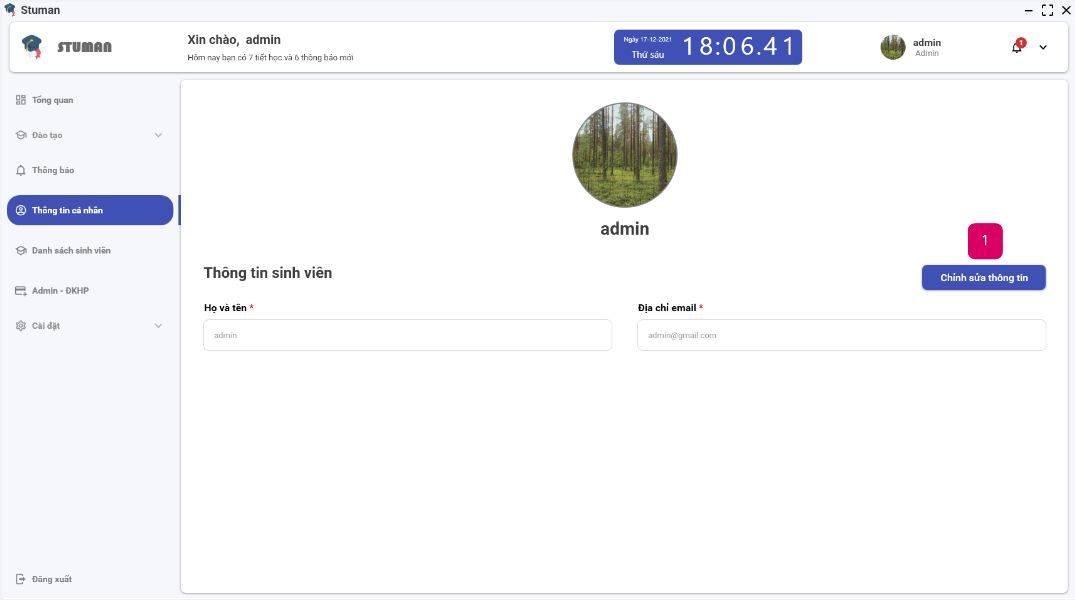 Stuman
STUMAN
Xin chào, admin
Hôm nay bạn có 7 tiết học và 6 thông báo mới
Ngày 17-12-2021
Thứ sáu
18:06.41
admin
Admin
1
Tổng quan
Đào tạo
Thông báo
Thông tin cá nhân
Danh sách sinh viên
Admin - ĐKHP
Cài đặt
Đăng xuất
admin
1
Thông tin sinh viên
Chỉnh sửa thông tin
Họ và tên *
Địa chỉ email *
admin
admin@gmail.com